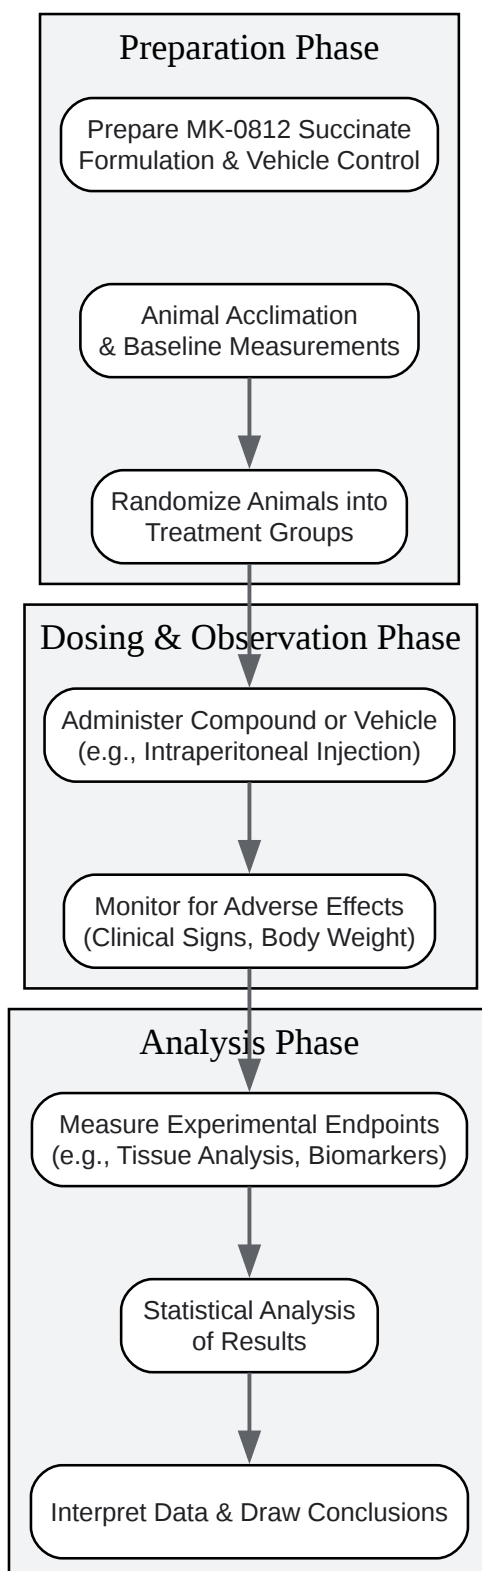 Preparation Phase
Prepare MK-0812 Succinate
Formulation & Vehicle Control
Animal Acclimation
& Baseline Measurements
Randomize Animals into
Treatment Groups
Dosing & Observation Phase
Administer Compound or Vehicle
(e.g., Intraperitoneal Injection)
Monitor for Adverse Effects
(Clinical Signs, Body Weight)
Analysis Phase
Measure Experimental Endpoints
(e.g., Tissue Analysis, Biomarkers)
Statistical Analysis
of Results
Interpret Data & Draw Conclusions